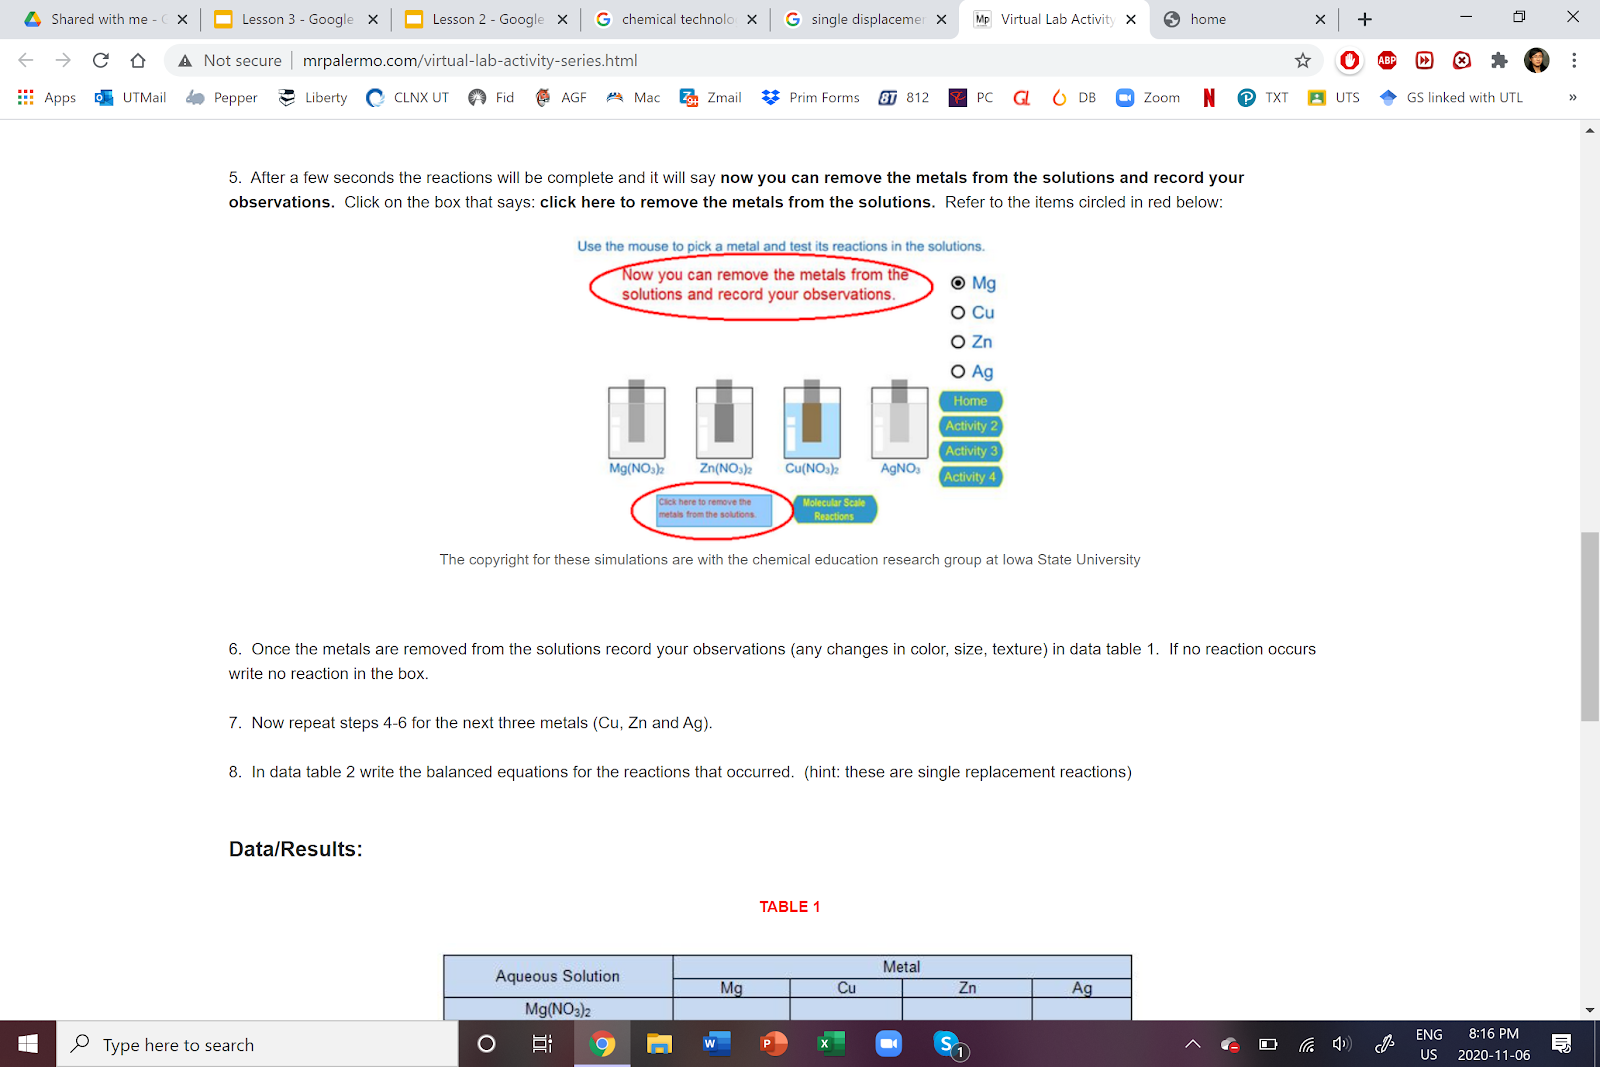 Shared with me - G
Lesson 3 - Google
Lesson 2 - Google
chemical technolo
single displacemen
Virtual Lab Activity
home
Not secure
mrpalermo.com/virtual-lab-activity-series.html
Apps
UTMail
Pepper
Liberty
CLNX UT
Fid
AGF
Mac
Zmail
Prim Forms
812
PC
DB
Zoom
TXT
UTS
GS linked with UTL
»
5. After a few seconds the reactions will be complete and it will say now you can remove the metals from the solutions and record your
observations. Click on the box that says: click here to remove the metals from the solutions. Refer to the items circled in red below:
Use the mouse to pick a metal and test its reactions in the solutions.
Now you can remove the metals from the
solutions and record your observations.
Mg
Cu
Zn
Ag
Home
Activity 2
Activity 3
Activity 4
Mg(NO₃)₂
Zn(NO₃)₂
Cu(NO₃)₂
AgNO₃
Click here to remove the
metals from the solutions.
Molecular Scale
Reactions
The copyright for these simulations are with the chemical education research group at Iowa State University
6. Once the metals are removed from the solutions record your observations (any changes in color, size, texture) in data table 1. If no reaction occurs
write no reaction in the box.
7. Now repeat steps 4-6 for the next three metals (Cu, Zn and Ag).
8. In data table 2 write the balanced equations for the reactions that occurred. (hint: these are single replacement reactions)
Data/Results:
TABLE 1
Aqueous Solution
Metal
Mg
Cu
Zn
Ag
Mg(NO₃)₂
Type here to search
ENG
US
8:16 PM
2020-11-06